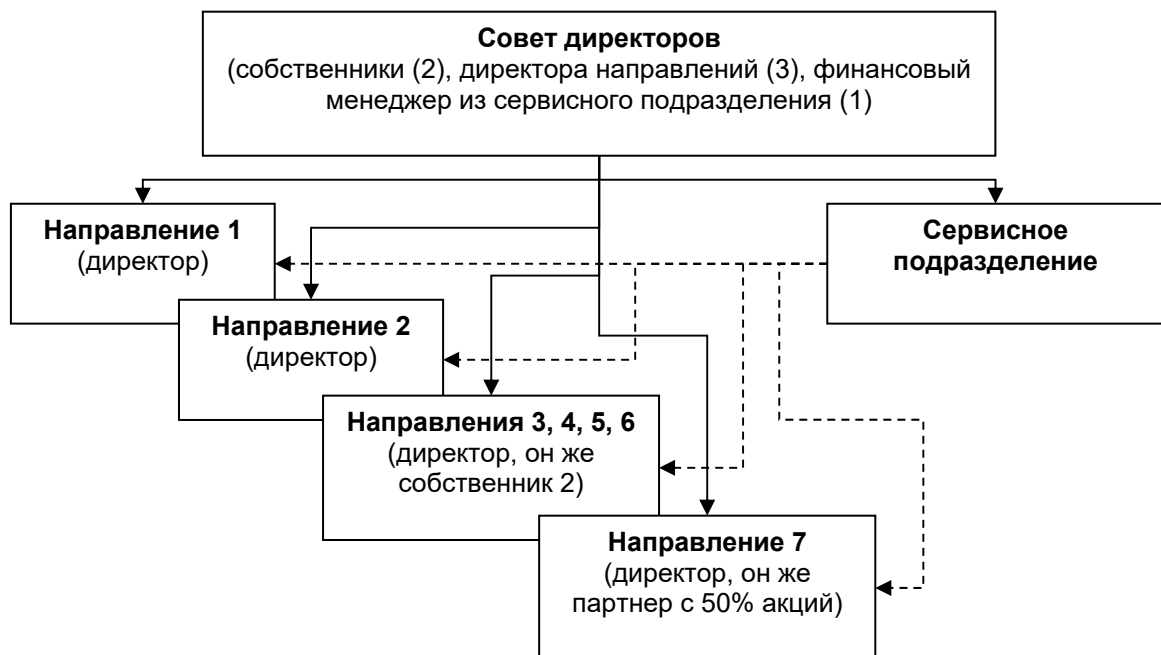 Совет директоров
(собственники (2), директора направлений (3), финансовый
менеджер из сервисного подразделения (1)
Направление 1
(директор)
Сервисное
подразделение
Направление 2
(директор)
Направления 3, 4, 5, 6
(директор, он же
собственник 2)
Направление 7
(директор, он же
партнер с 50% акций)